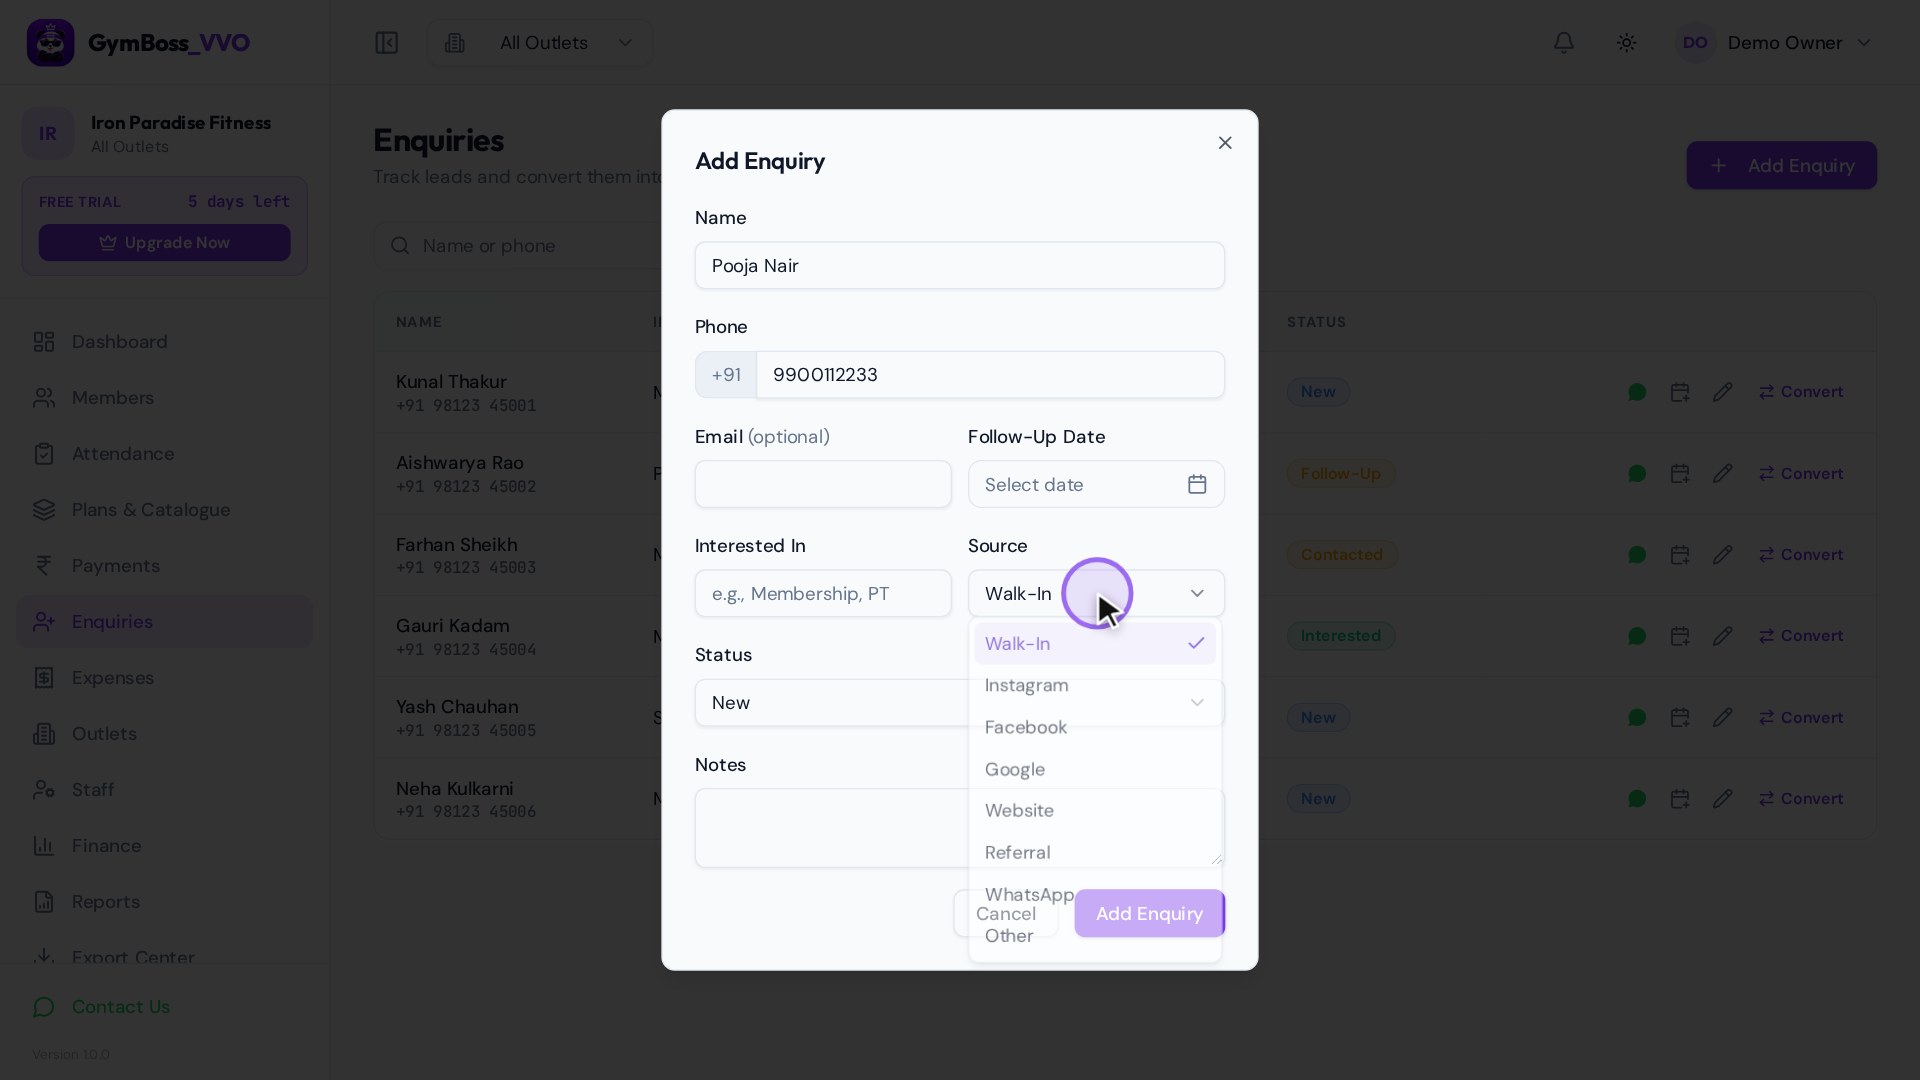 GymBoss_VVO
All Outlets
DO
Demo Owner
IR
Iron Paradise Fitness
All Outlets
FREE TRIAL
5 days left
Upgrade Now
Dashboard
Members
Attendance
Plans & Catalogue
Payments
Enquiries
Expenses
Outlets
Staff
Finance
Reports
Export Center
Contact Us
Version 1.0.0
Enquiries
Track leads and convert them
Add Enquiry
Name or phone
NAME
STATUS
Kunal Thakur
+91 98123 45001
New
Convert
Aishwarya Rao
+91 98123 45002
Follow-Up
Convert
Farhan Sheikh
+91 98123 45003
Contacted
Convert
Gauri Kadam
+91 98123 45004
Interested
Convert
Yash Chauhan
+91 98123 45005
New
Convert
Neha Kulkarni
+91 98123 45006
New
Convert
Add Enquiry
Name
Pooja Nair
Phone
+91
9900112233
Email (optional)
Follow-Up Date
Select date
Interested In
e.g., Membership, PT
Source
Walk-In
Walk-In
Instagram
Facebook
Google
Website
Referral
WhatsApp
Other
Status
New
Notes
Cancel
Add Enquiry